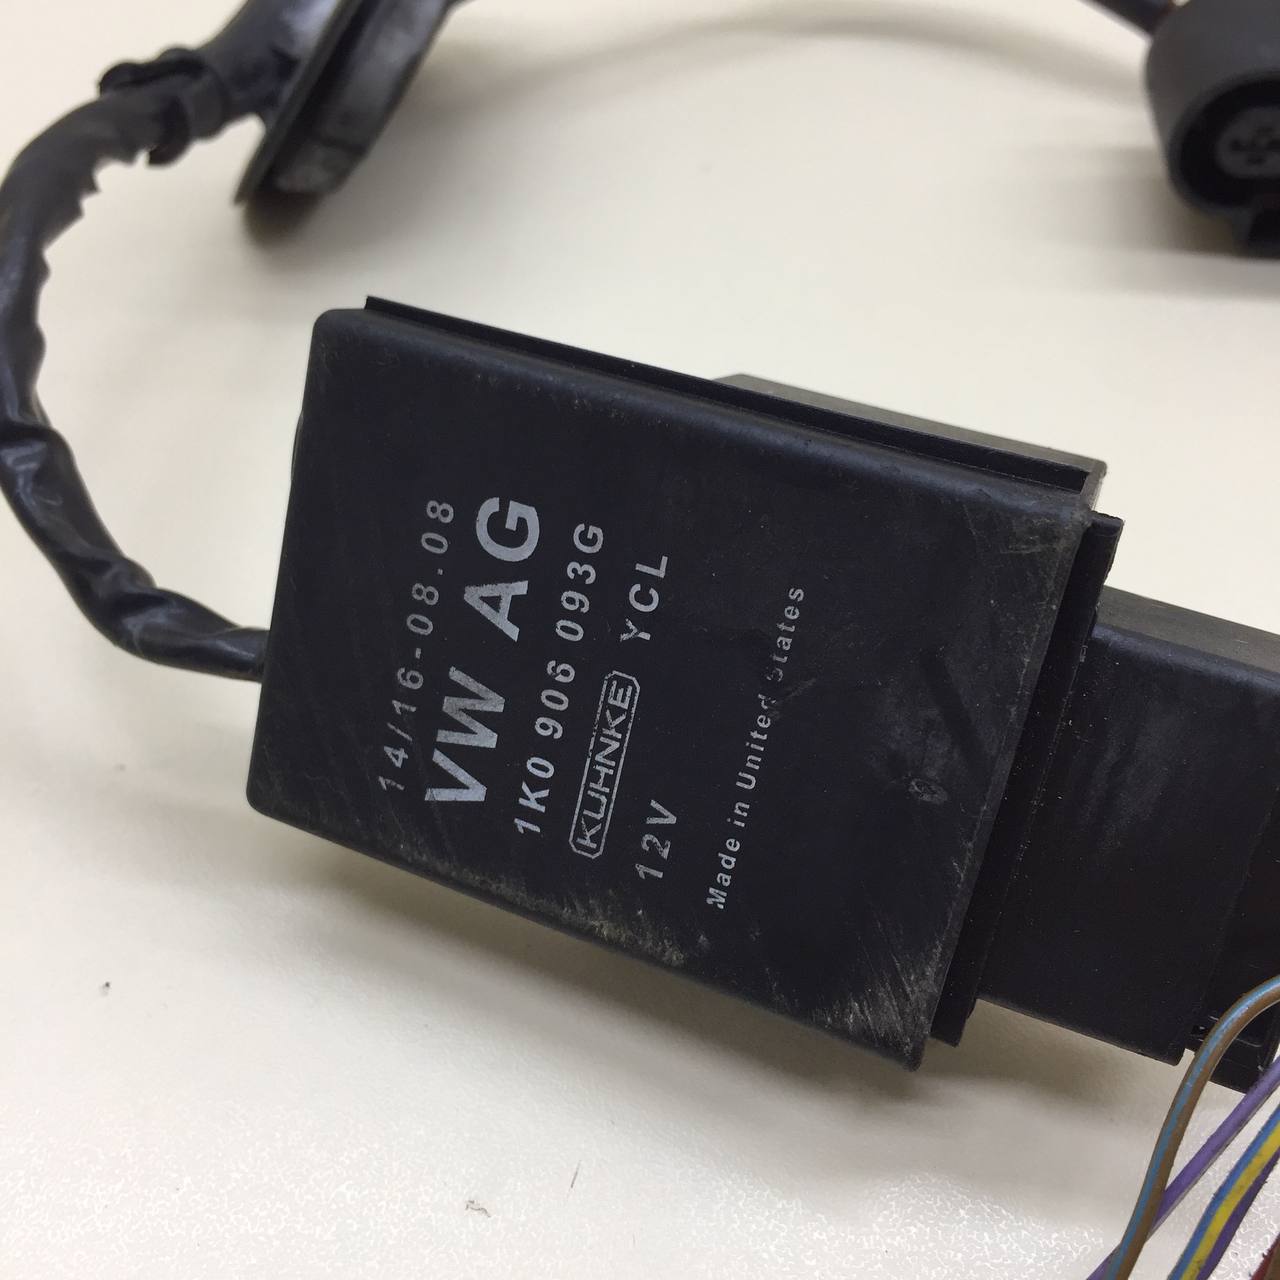 14/16-08.08
VW AG
1K0 906 093G
KUHNKE YCL
12V
Made in United States